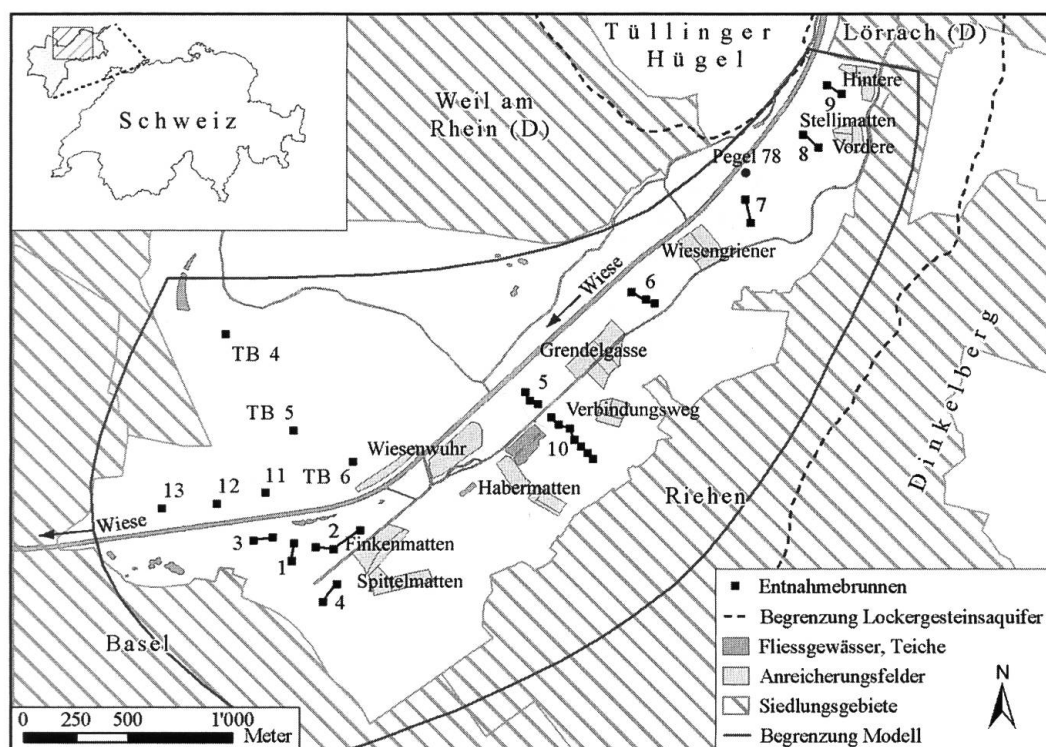 Schweiz
Tüllinger
Hügel
Lörrach (D)
Weil am
Rhein (D)
Hintere
9
Stellimatten
8
Vordere
Pegel 78
7
Wiesengriener
6
Wiese
Grendelgasse
TB 4
5
Verbindungsweg
TB 5
10
Wiesenwuhr
TB 6
Habermatten
Riehen
Dinkelberg
11
12
13
Wiese
3
2
1
Finkenmatten
Spittelmatten
4
Basel
Entnahmebrunnen
Begrenzung Lockergesteinsaquifer
Fliessgewässer, Teiche
Anreicherungsfelder
Siedlungsgebiete
Begrenzung Modell
N
0 250 500 1'000
Meter